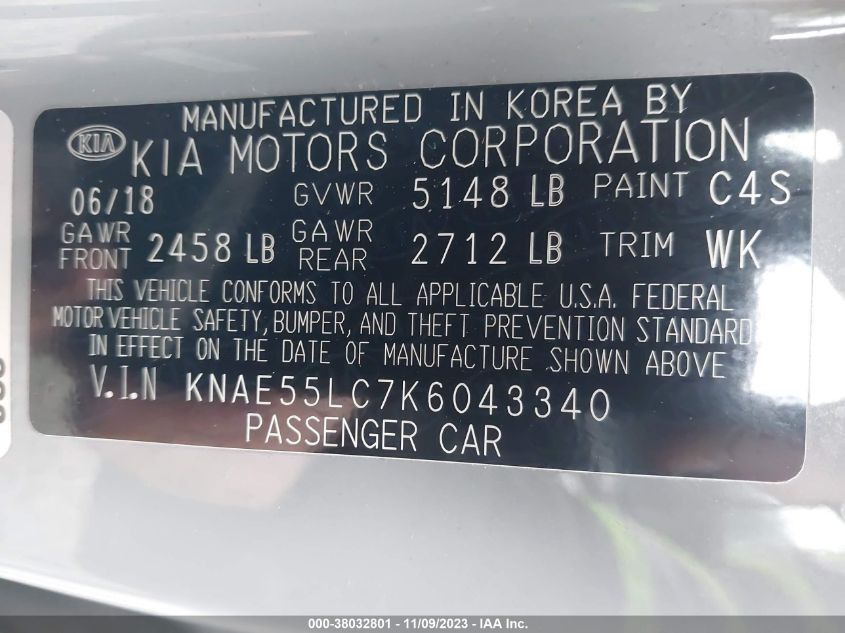 MANUFACTURED IN KOREA BY
KIA KIA MOTORS CORPORATION
06/18 GVWR 5148 LB PAINT C4S
GAWR FRONT 2458 LB GAWR REAR 2712 LB TRIM WK
THIS VEHICLE CONFORMS TO ALL APPLICABLE U.S.A. FEDERAL
MOTOR VEHICLE SAFETY, BUMPER, AND THEFT PREVENTION STANDARD
IN EFFECT ON THE DATE OF MANUFACTURE SHOWN ABOVE
V.I.N KNAE55LC7K6043340
PASSENGER CAR
000-38032801 - 11/09/2023 - IAA Inc.